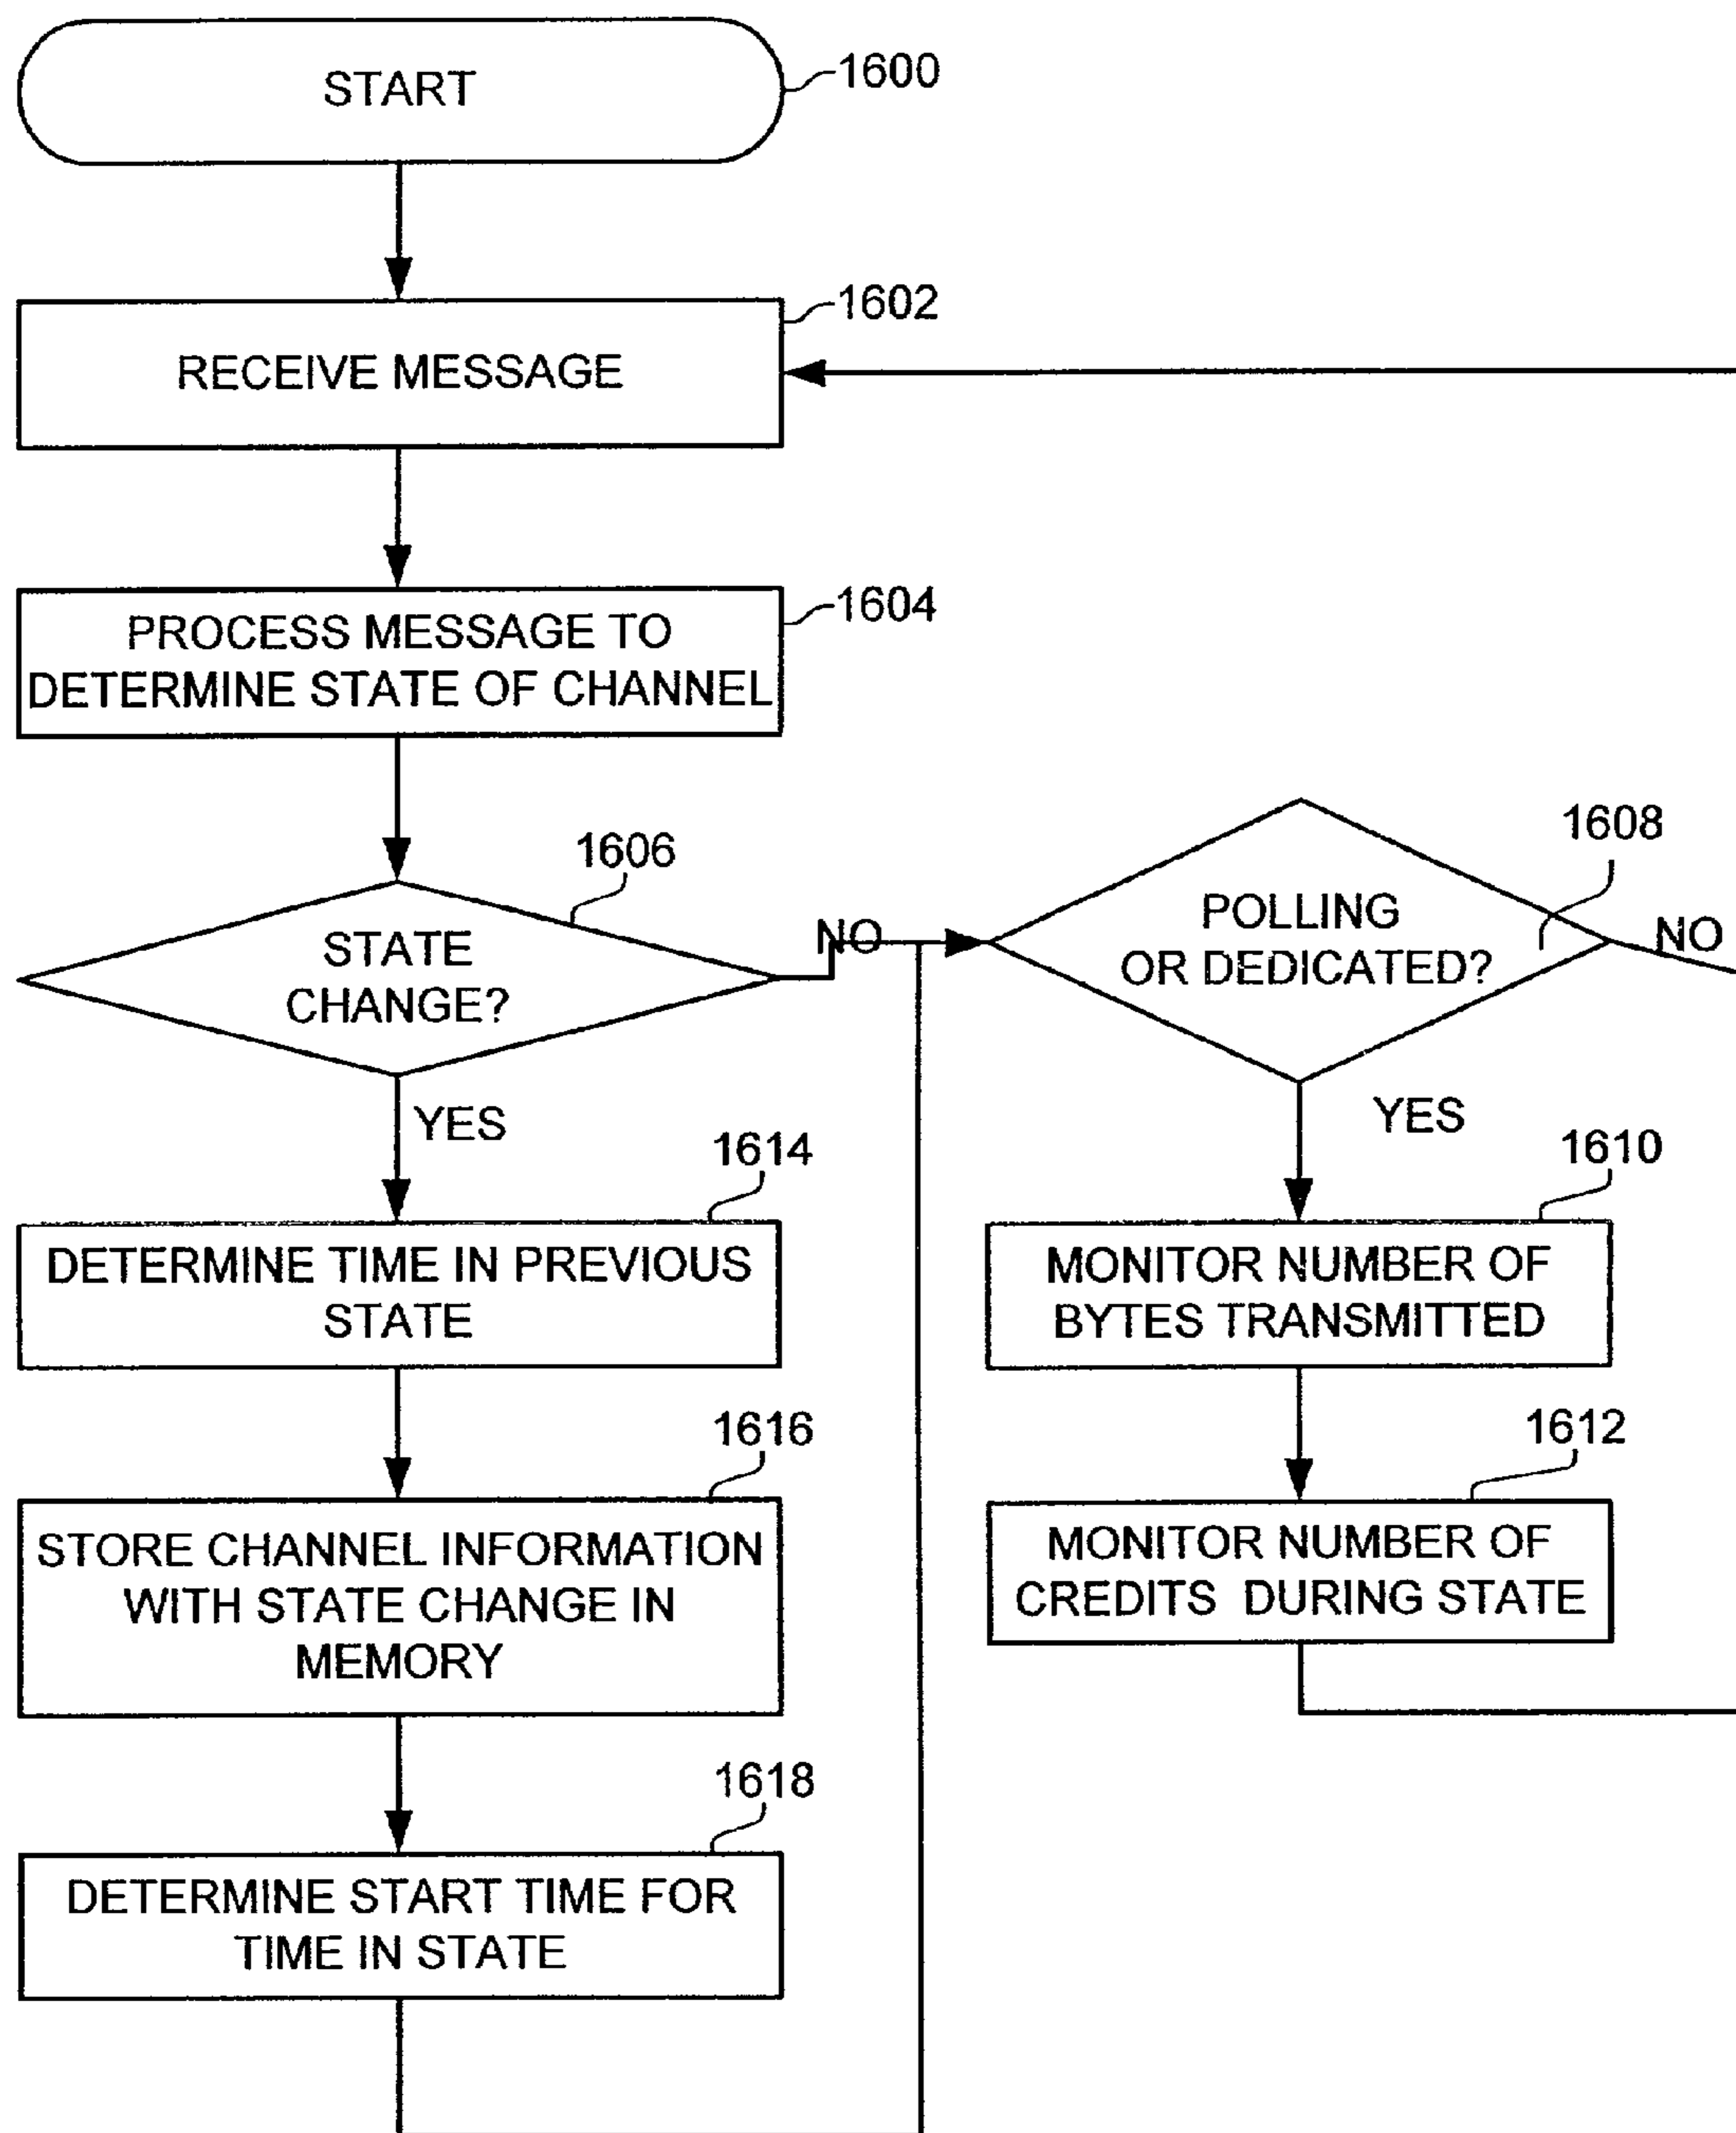 START
1600
RECEIVE MESSAGE
1602
PROCESS MESSAGE TO
DETERMINE STATE OF CHANNEL
1604
STATE
CHANGE?
1606
NO
YES
POLLING
OR DEDICATED?
1608
NO
YES
DETERMINE TIME IN PREVIOUS
STATE
1614
MONITOR NUMBER OF
BYTES TRANSMITTED
1610
STORE CHANNEL INFORMATION
WITH STATE CHANGE IN
MEMORY
1616
MONITOR NUMBER OF
CREDITS DURING STATE
1612
DETERMINE START TIME FOR
TIME IN STATE
1618